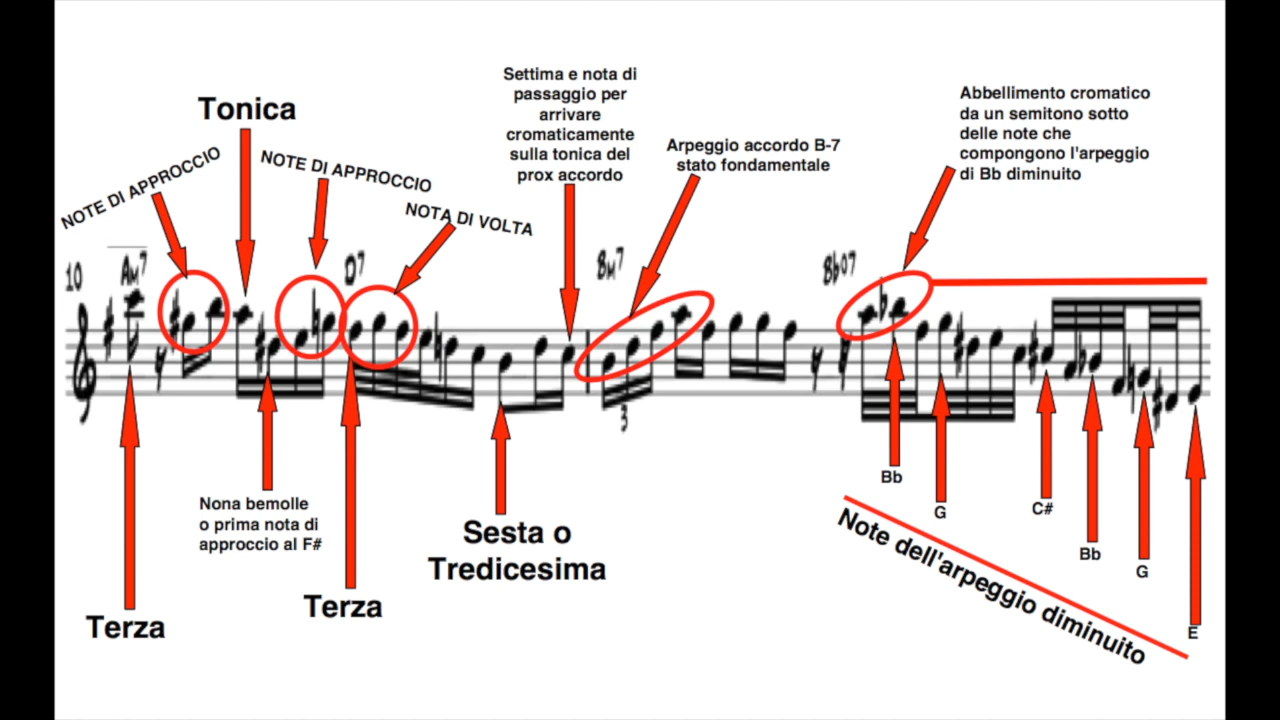 Settima e nota di
passaggio per
arrivare
cromaticamente
sulla tonica del
prox accordo
Abbellimento cromatico
da un semitono sotto
delle note che
compongono l'arpeggio
di Bb diminuito
Tonica
Arpeggio accordo B-7
stato fondamentale
NOTE DI APPROCCIO
NOTE DI APPROCCIO
NOTA DI VOLTA
10
Am7
D7
Bm7
Bbo7
3
Bb
G
C#
Bb
G
E
Nona bemolle
o prima nota di
approccio al F#
Sesta o
Tredicesima
Terza
Terza
Note dell'arpeggio diminuito